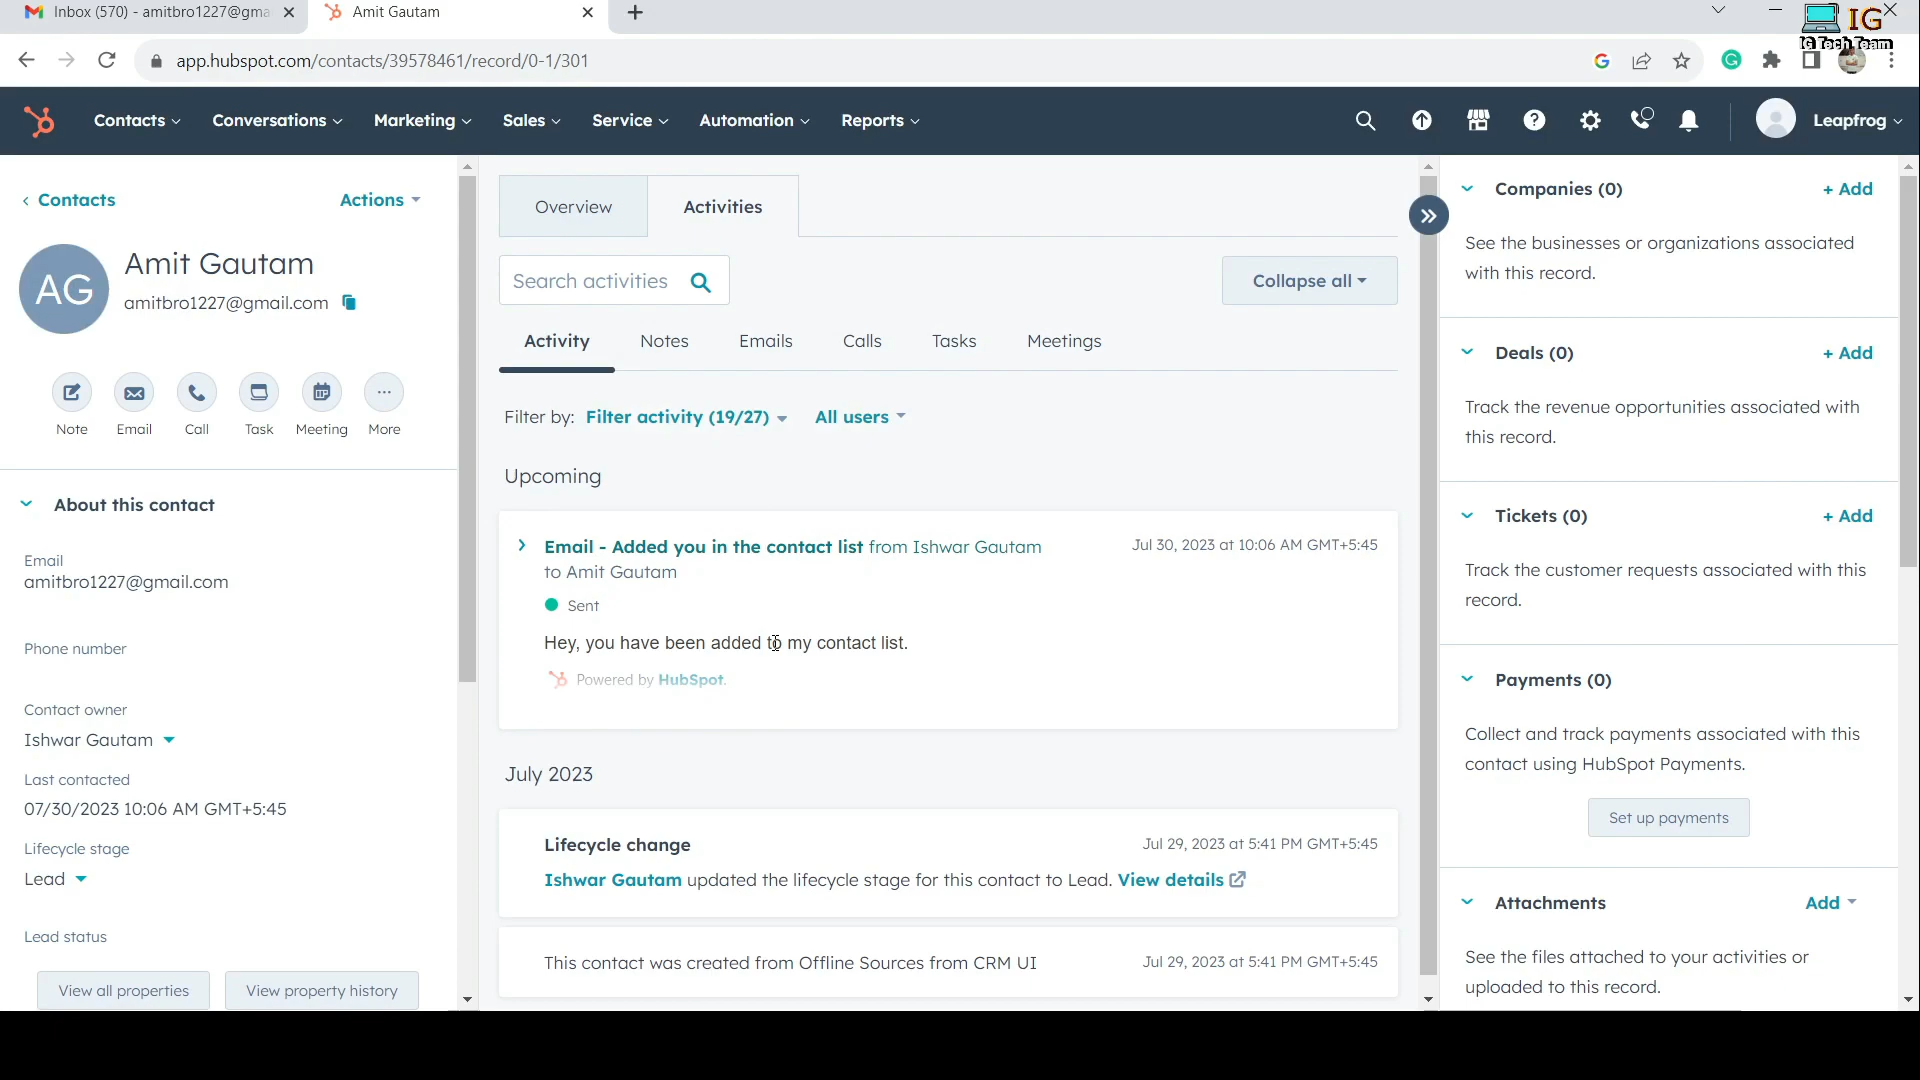 Inbox (570) - amitbro1227@gma
Amit Gautam
IG
IG Tech Team
app.hubspot.com/contacts/39578461/record/0-1/301
Contacts
Conversations
Marketing
Sales
Service
Automation
Reports
Leapfrog
Contacts
Actions
AG
Amit Gautam
amitbro1227@gmail.com
Note
Email
Call
Task
Meeting
More
About this contact
Email
amitbro1227@gmail.com
Phone number
Contact owner
Ishwar Gautam
Last contacted
07/30/2023 10:06 AM GMT+5:45
Lifecycle stage
Lead
Lead status
View all properties
View property history
Overview
Activities
Search activities
Collapse all
Activity
Notes
Emails
Calls
Tasks
Meetings
Filter by: Filter activity (19/27) All users
Upcoming
Email - Added you in the contact list from Ishwar Gautam
to Amit Gautam
Jul 30, 2023 at 10:06 AM GMT+5:45
Sent
Hey, you have been added to my contact list.
Powered by HubSpot.
July 2023
Lifecycle change
Jul 29, 2023 at 5:41 PM GMT+5:45
Ishwar Gautam updated the lifecycle stage for this contact to Lead. View details
This contact was created from Offline Sources from CRM UI
Jul 29, 2023 at 5:41 PM GMT+5:45
Companies (0)
+ Add
See the businesses or organizations associated
with this record.
Deals (0)
+ Add
Track the revenue opportunities associated with
this record.
Tickets (0)
+ Add
Track the customer requests associated with this
record.
Payments (0)
Collect and track payments associated with this
contact using HubSpot Payments.
Set up payments
Attachments
Add
See the files attached to your activities or
uploaded to this record.